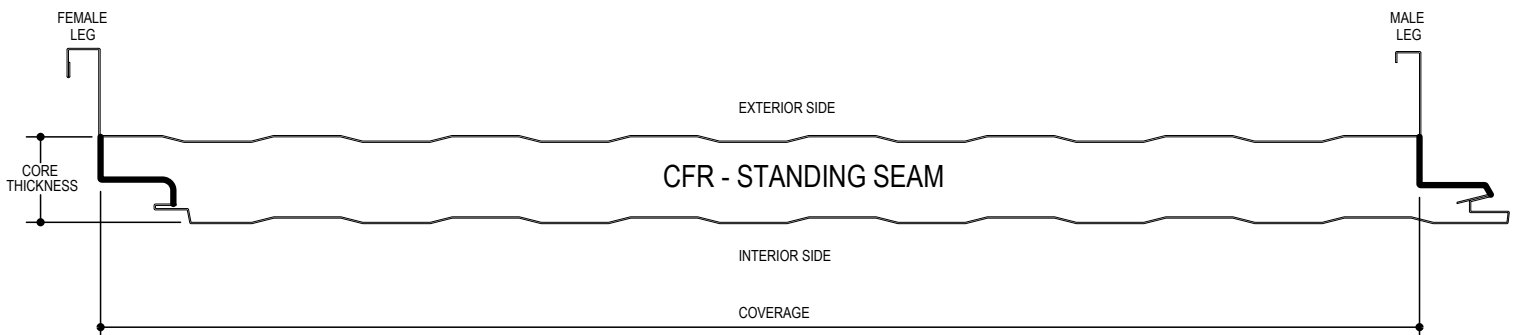 FEMALE
LEG
MALE
LEG
EXTERIOR SIDE
CORE
THICKNESS
CFR - STANDING SEAM
INTERIOR SIDE
COVERAGE